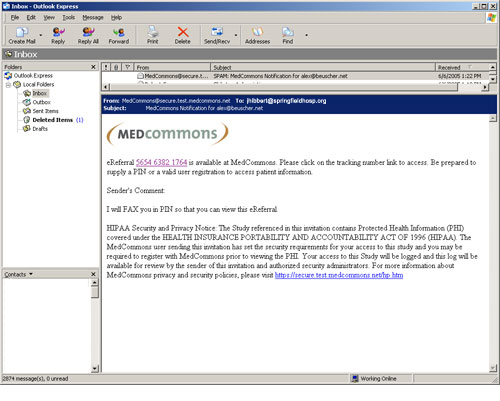 Inbox - Outlook Express
File Edit View Tools Message Help
Create Mail Reply Reply All Forward Print Delete Send/Recv Addresses Find
Inbox
Folders
Outlook Express
Local Folders
Inbox
Outbox
Sent Items
Deleted Items (1)
Drafts
Contacts
From Subject Received
MedCommons@secure.t... SPAM: MedCommons Notification for alex@beuscher.net 6/6/2005 1:22 PM
From: MedCommons@secure.test.medcommons.net To: jhibbert@springfieldhosp.org
Subject: MedCommons Notification for alex@beuscher.net
MEDcommons
eReferral 5654 6382 1764 is available at MedCommons. Please click on the tracking number link to access. Be prepared to
supply a PIN or a valid user registration to access patient information.
Sender's Comment:
I will FAX you in PIN so that you can view this eReferral.
HIPAA Security and Privacy Notice: The Study referenced in this invitation contains Protected Health Information (PHI)
covered under the HEALTH INSURANCE PORTABILITY AND ACCOUNTABILITY ACT OF 1996 (HIPAA). The
MedCommons user sending this invitation has set the security requirements for your access to this study and you may be
required to register with MedCommons prior to viewing the PHI. Your access to this Study will be logged and this log will be
available for review by the sender of this invitation and authorized security administrators. For more information about
MedCommons privacy and security policies, please visit https://secure.test.medcommons.net/hp.htm
2874 message(s), 0 unread
Working Online